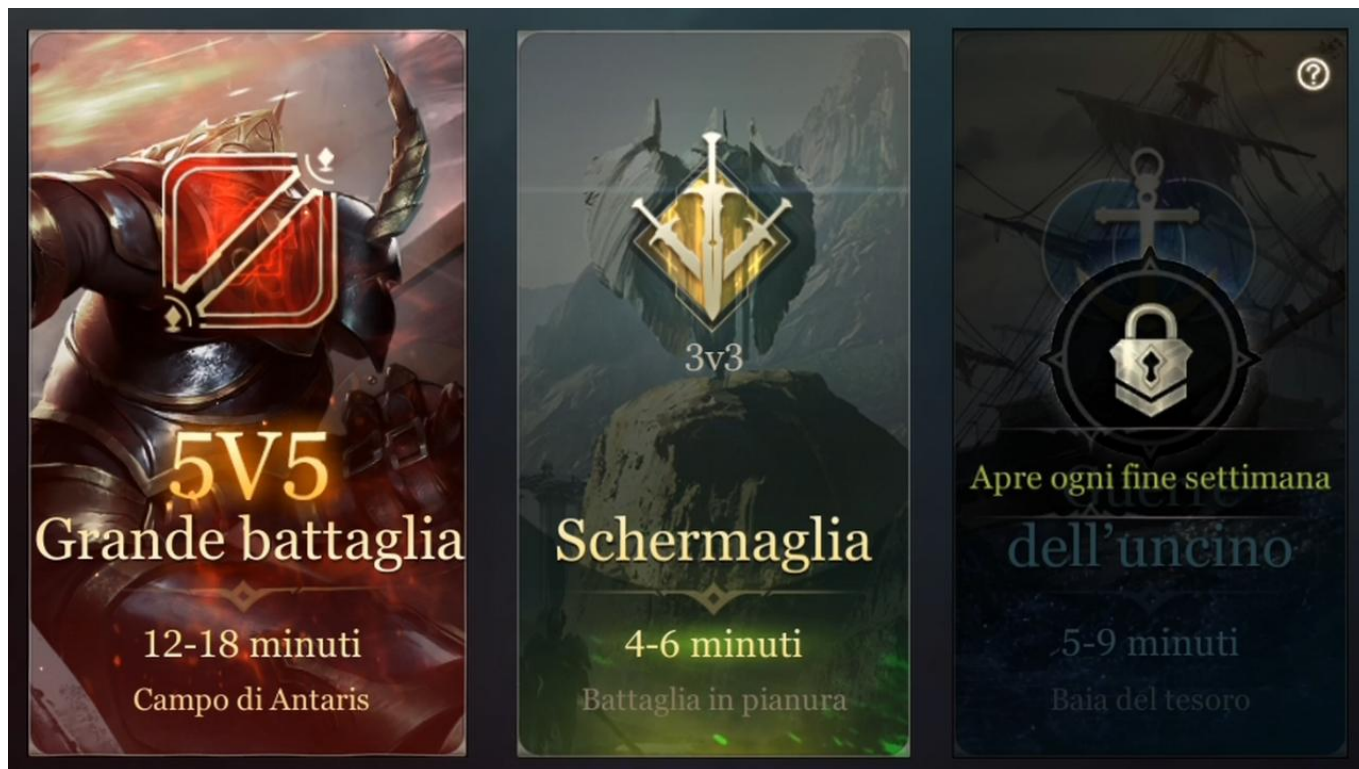 5V5
Grande battaglia
12-18 minuti
Campo di Antaris
3v3
Schermaglia
4-6 minuti
Battaglia in pianura
?
Apre ogni fine settimana
Guerre
dell'uncino
5-9 minuti
Baia del tesoro